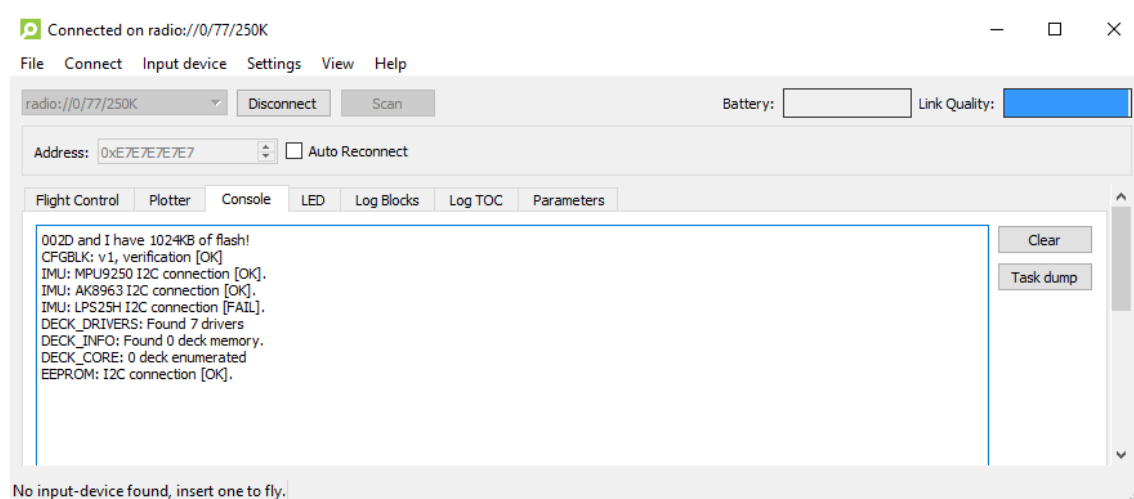 Connected on radio://0/77/250K
File Connect Input device Settings View Help
radio://0/77/250K Disconnect Scan Battery: Link Quality:
Address: 0xE7E7E7E7E7 Auto Reconnect
Flight Control Plotter Console LED Log Blocks Log TOC Parameters
002D and I have 1024KB of flash!
CFGBLK: v1, verification [OK]
IMU: MPU9250 I2C connection [OK].
IMU: AK8963 I2C connection [OK].
IMU: LPS25H I2C connection [FAIL].
DECK_DRIVERS: Found 7 drivers
DECK_INFO: Found 0 deck memory.
DECK_CORE: 0 deck enumerated
EEPROM: I2C connection [OK].
Clear
Task dump
No input-device found, insert one to fly.